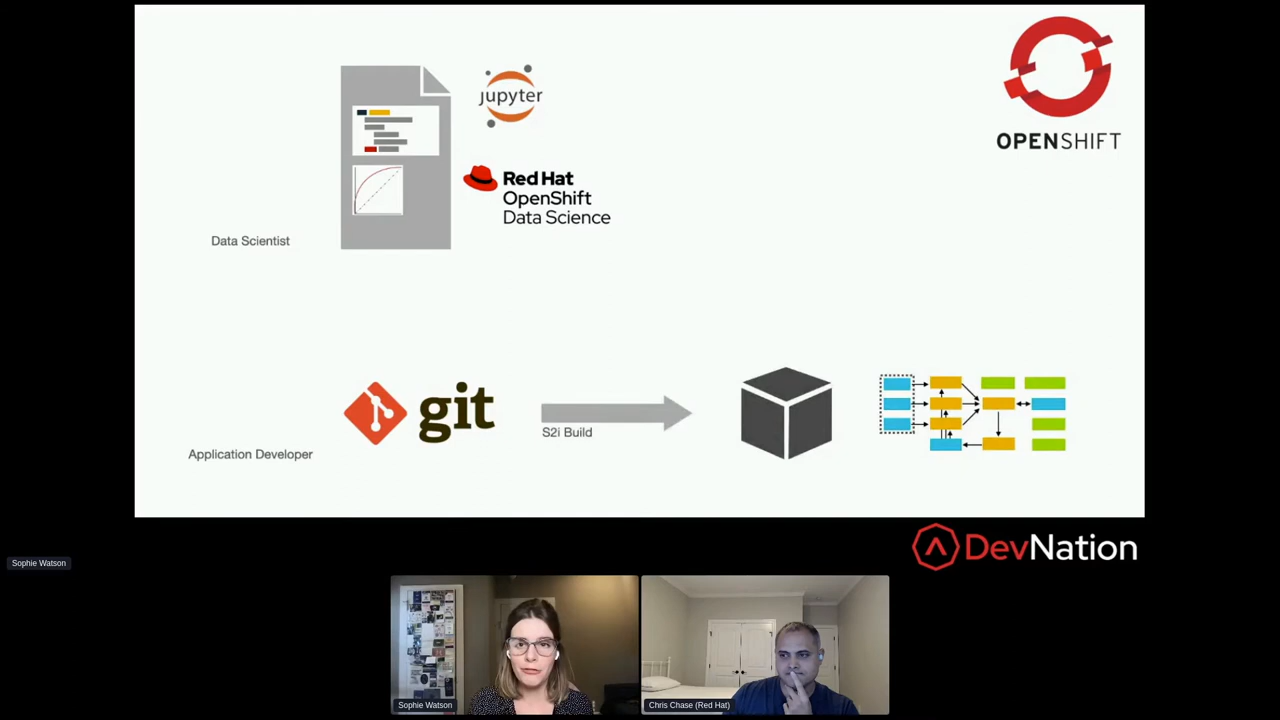 OPENSHIFT
jupyter
Red Hat
OpenShift
Data Science
Data Scientist
git
S2i Build
Application Developer
DevNation
Sophie Watson
Sophie Watson
Chris Chase (Red Hat)